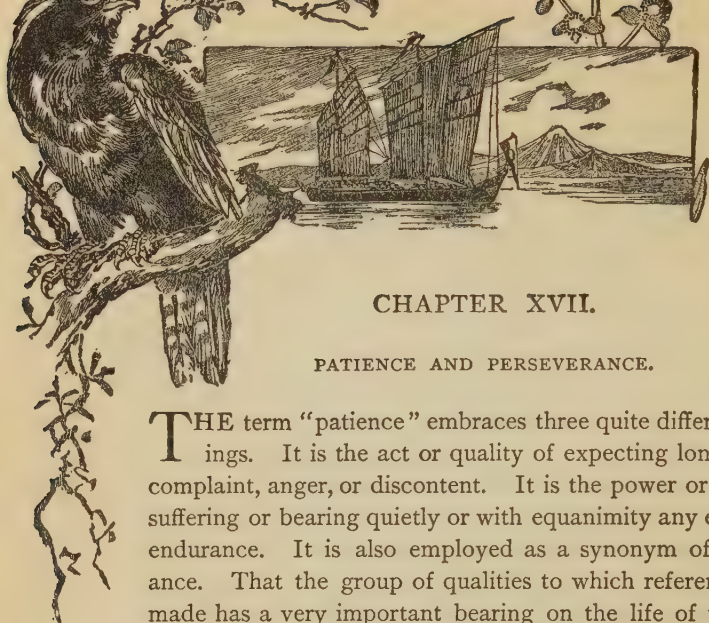 CHAPTER XVII.
PATIENCE AND PERSEVERANCE.
THE term “patience” embraces three quite differ
ings. It is the act or quality of expecting lon
complaint, anger, or discontent. It is the power or
suffering or bearing quietly or with equanimity any e
endurance. It is also employed as a synonym of
ance. That the group of qualities to which referen
made has a very important bearing on the life of